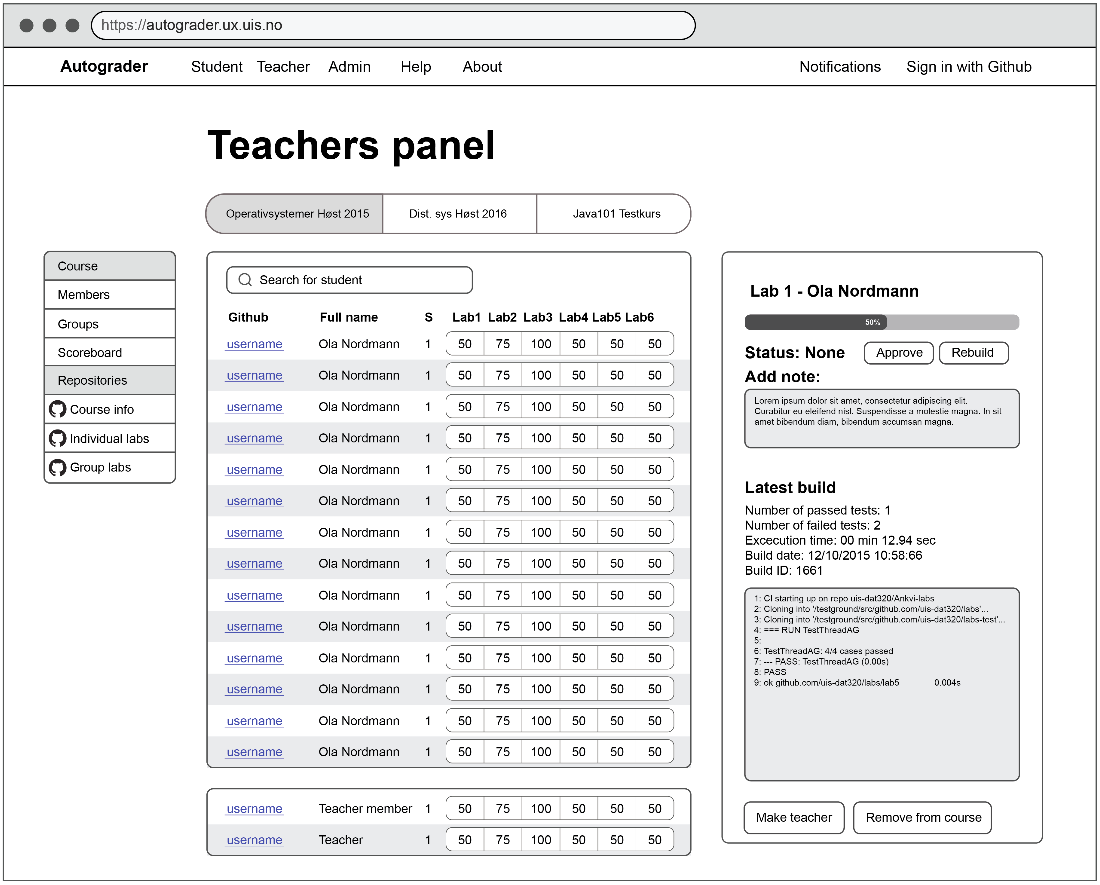 https://autograder.ux.uis.no
Autograder Student Teacher Admin Help About Notifications Sign in with Github
Teachers panel
Operativsystemer Høst 2015 Dist. sys Høst 2016 Java101 Testkurs
Course
Members
Groups
Scoreboard
Repositories
Course info
Individual labs
Group labs
Search for student
Github Full name S Lab1 Lab2 Lab3 Lab4 Lab5 Lab6
username Ola Nordmann 1 50 75 100 50 50 50
username Ola Nordmann 1 50 75 100 50 50 50
username Ola Nordmann 1 50 75 100 50 50 50
username Ola Nordmann 1 50 75 100 50 50 50
username Ola Nordmann 1 50 75 100 50 50 50
username Ola Nordmann 1 50 75 100 50 50 50
username Ola Nordmann 1 50 75 100 50 50 50
username Ola Nordmann 1 50 75 100 50 50 50
username Ola Nordmann 1 50 75 100 50 50 50
username Ola Nordmann 1 50 75 100 50 50 50
username Ola Nordmann 1 50 75 100 50 50 50
username Ola Nordmann 1 50 75 100 50 50 50
username Ola Nordmann 1 50 75 100 50 50 50
username Ola Nordmann 1 50 75 100 50 50 50
username Teacher member 1 50 75 100 50 50 50
username Teacher 1 50 75 100 50 50 50
Lab 1 - Ola Nordmann
50%
Status: None Approve Rebuild
Add note:
Lorem ipsum dolor sit amet, consectetur adipiscing elit.
Curabitur eu eleifend nisl. Suspendisse a molestie magna. In sit
amet bibendum diam, bibendum accumsan magna.
Latest build
Number of passed tests: 1
Number of failed tests: 2
Excecution time: 00 min 12.94 sec
Build date: 12/10/2015 10:58:66
Build ID: 1661
1: CI starting up on repo uis-dat320/Ankvi-labs
2: Cloning into '/testground/src/github.com/uis-dat320/labs'...
3: Cloning into '/testground/src/github.com/uis-dat320/labs-test'...
4: === RUN TestThreadAG
5:
6: TestThreadAG: 4/4 cases passed
7: --- PASS: TestThreadAG (0.00s)
8: PASS
9: ok github.com/uis-dat320/labs/lab5 0.004s
Make teacher Remove from course